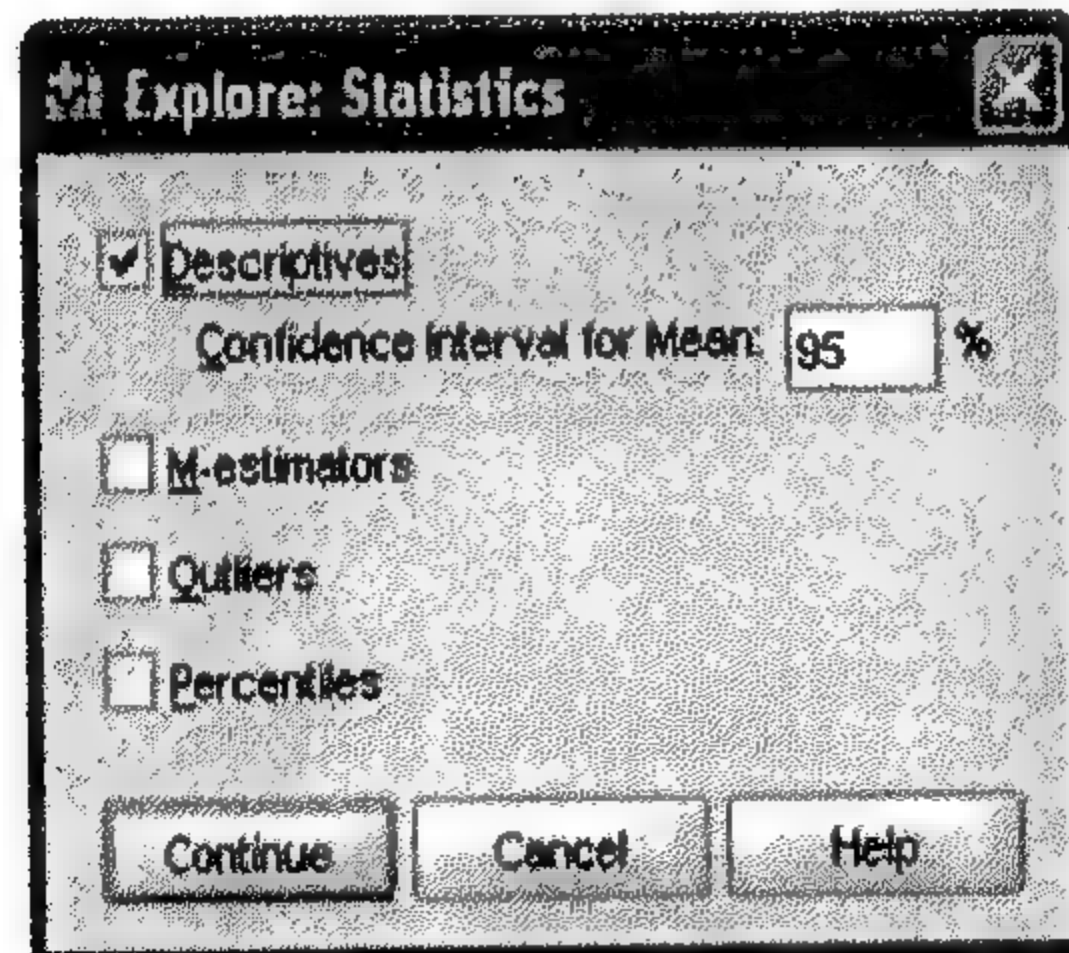 Explore: Statistics
Descriptives
Confidence Interval for Mean: 95 %
M-estimators
Outliers
Percentiles
Continue Cancel Help